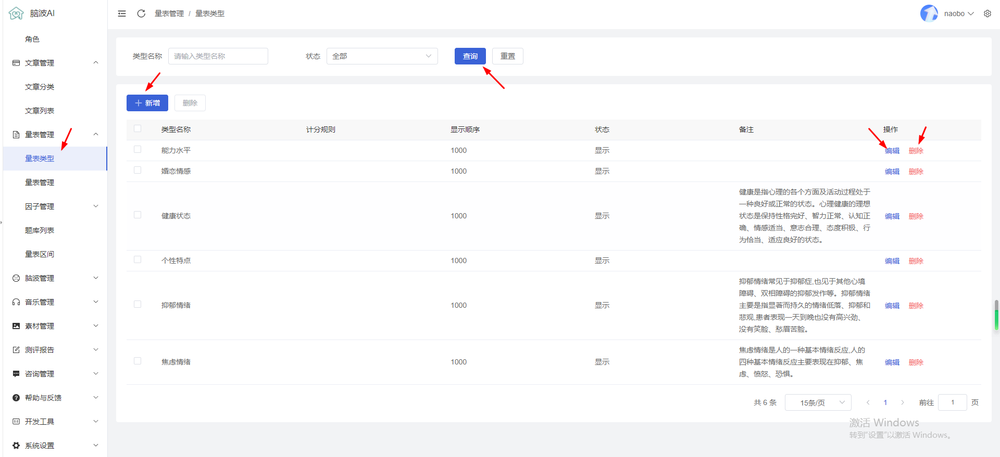 脑波AI
量表管理 / 量表类型
naobo
角色
文章管理
文章分类
文章列表
量表管理
量表类型
量表管理
因子管理
题库列表
量表区间
脑波管理
音乐管理
素材管理
测评报告
咨询管理
帮助与反馈
开发工具
系统设置
类型名称 请输入类型名称 状态 全部 查询 重置
新增 删除
类型名称 计分规则 显示顺序 状态 备注 操作
能力水平 1000 显示 编辑 删除
婚恋情感 1000 显示 编辑 删除
健康状态 1000 显示
健康是指心理的各个方面及活动过程处于
一种良好或正常的状态。心理健康的理想
状态是保持性格完好、智力正常、认知正
确、情感适当、意志合理、态度积极、行
为恰当、适应良好的状态。
编辑 删除
个性特点 1000 显示 编辑 删除
抑郁情绪 1000 显示
抑郁情绪常见于抑郁症,也见于其他心境
障碍、双相障碍的抑郁发作等。抑郁情绪
主要是指显著而持久的情绪低落、抑郁和
悲观,患者表现一天到晚也没有高兴劲、
没有笑脸、愁眉苦脸。
编辑 删除
焦虑情绪 1000 显示
焦虑情绪是人的一种基本情绪反应,人的
四种基本情绪反应主要表现在抑郁、焦
虑、愤怒、恐惧。
编辑 删除
共 6 条 15条/页 1 前往 1 页
激活 Windows
转到“设置”以激活 Windows。